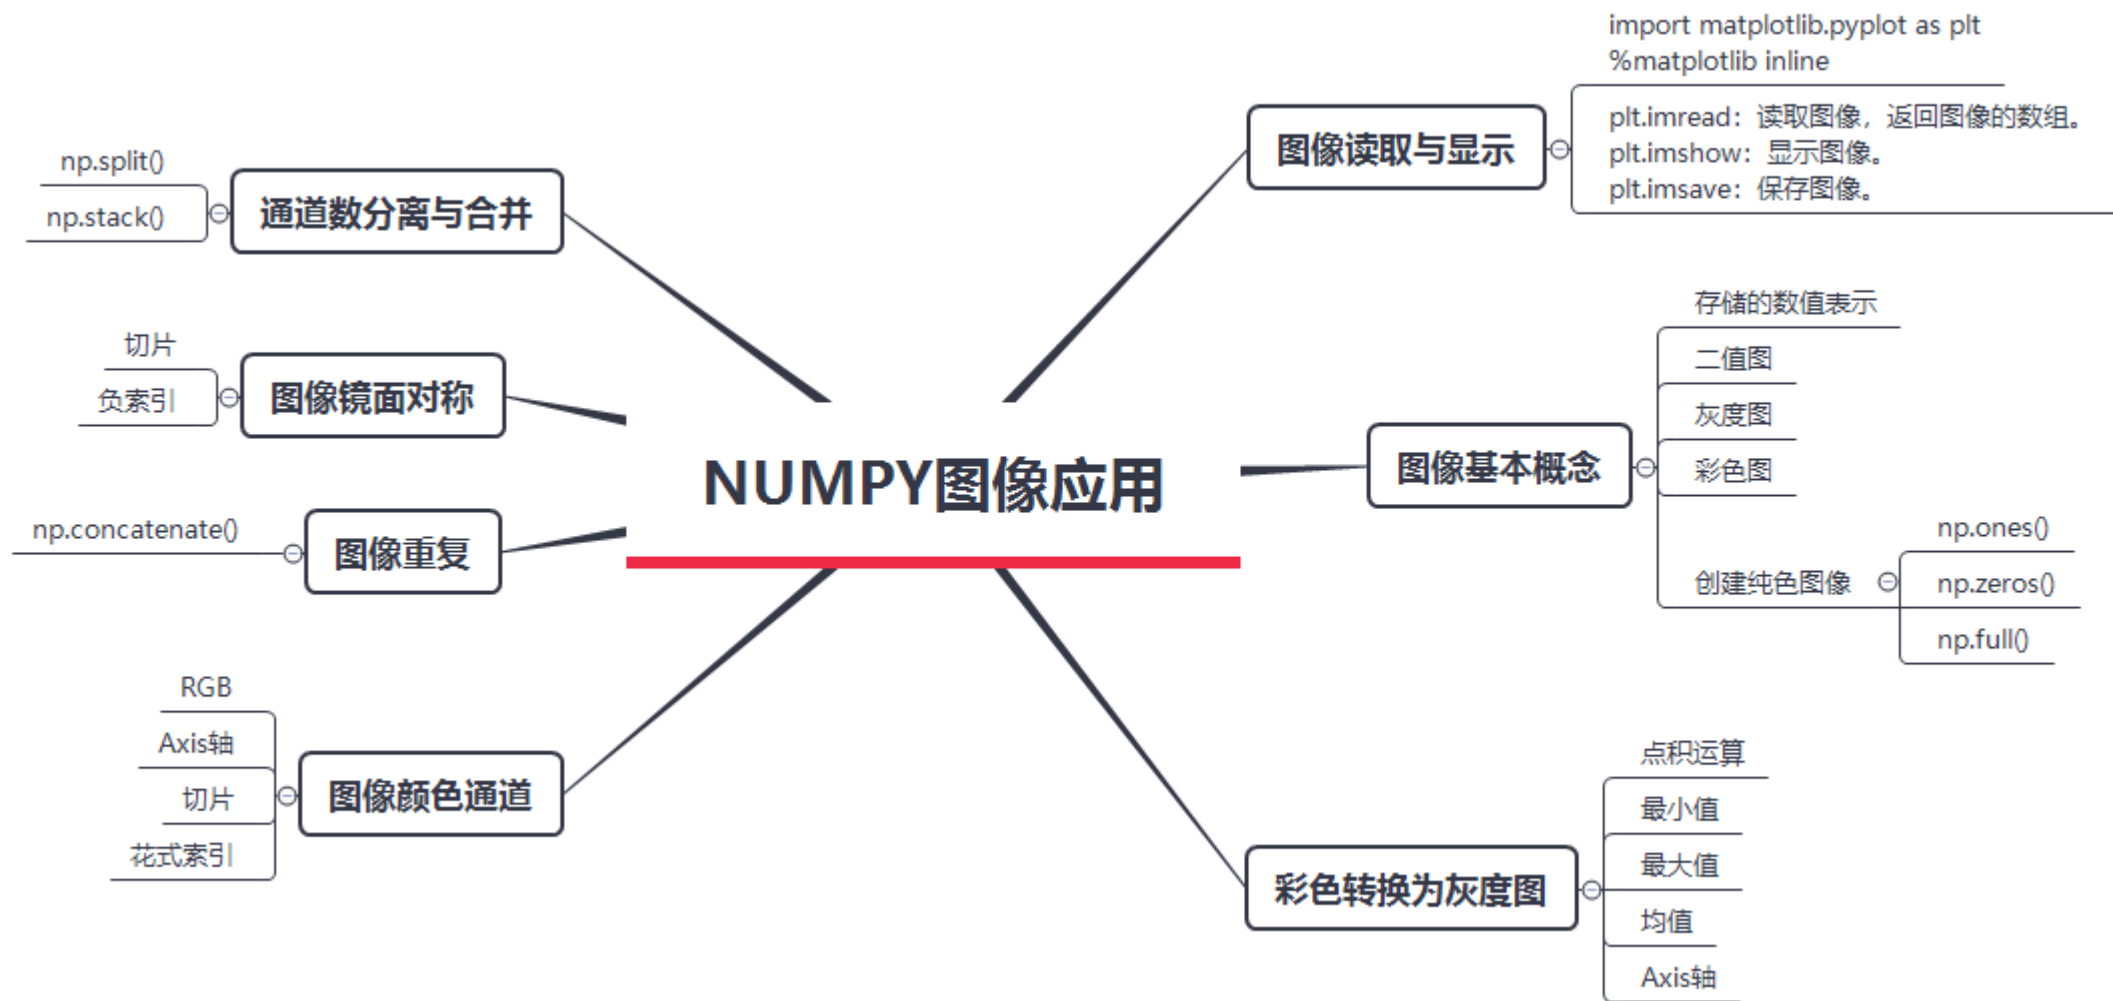 NUMPY图像应用
图像读取与显示
import matplotlib.pyplot as plt
%matplotlib inline
plt.imread：读取图像，返回图像的数组。
plt.imshow：显示图像。
plt.imsave：保存图像。
图像基本概念
存储的数值表示
二值图
灰度图
彩色图
创建纯色图像
np.ones()
np.zeros()
np.full()
彩色转换为灰度图
点积运算
最小值
最大值
均值
Axis轴
通道数分离与合并
np.split()
np.stack()
图像镜面对称
切片
负索引
图像重复
np.concatenate()
图像颜色通道
RGB
Axis轴
切片
花式索引